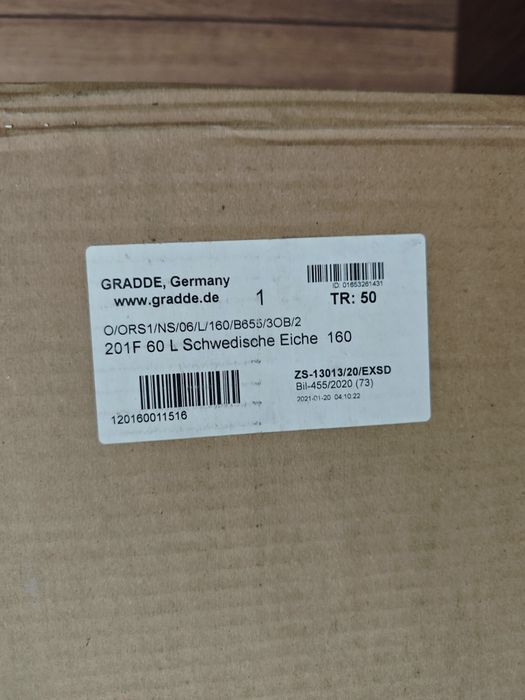 GRADDE, Germany
www.gradde.de
1
ID: 01653261431
TR: 50
O/ORS1/NS/06/L/160/B655/3OB/2
201F 60 L Schwedische Eiche 160
ZS-13013/20/EXSD
Bil-455/2020 (73)
2021-01-20 04:10:22
120160011516